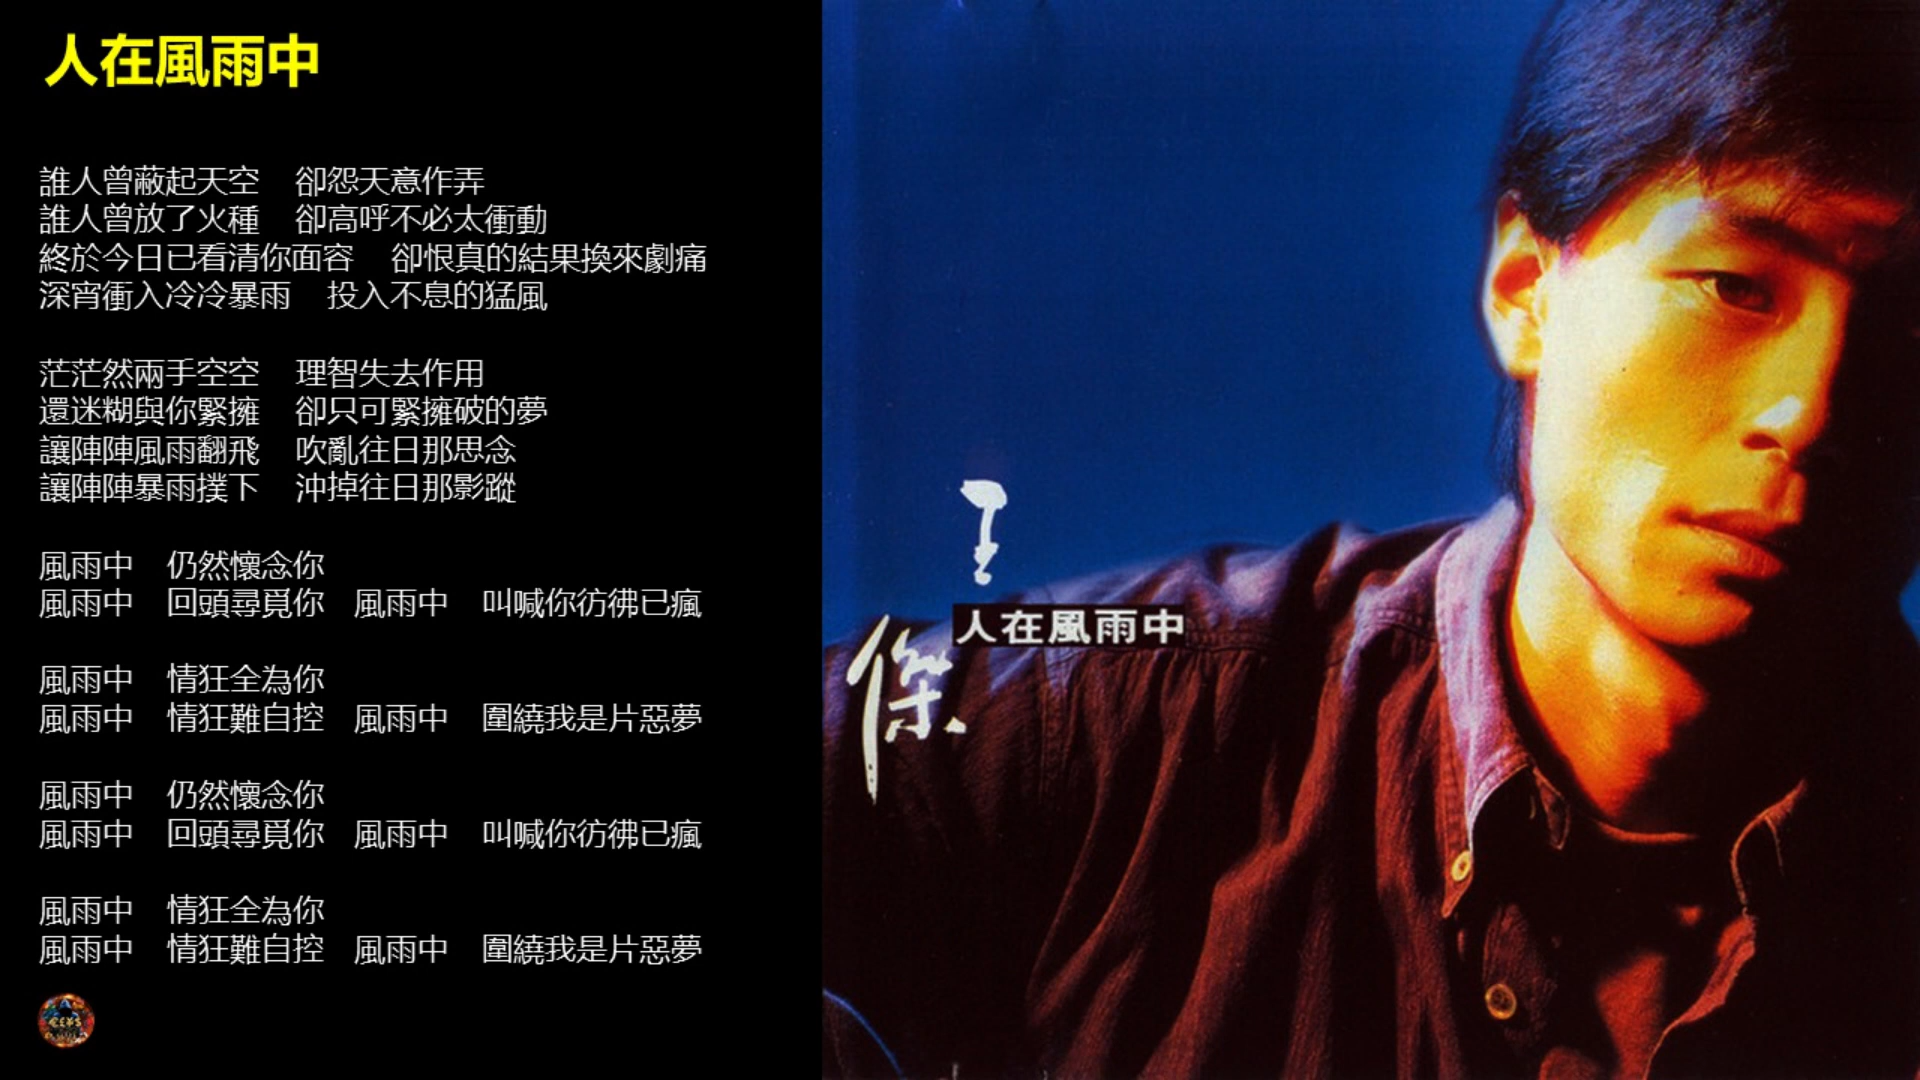 人在風雨中
誰人曾蔽起天空　卻怨天意作弄
誰人曾放了火種　卻高呼不必太衝動
終於今日已看清你面容　卻恨真的結果換來劇痛
深宵衝入冷冷暴雨　投入不息的猛風
茫茫然兩手空空　理智失去作用
還迷糊與你緊擁　卻只可緊擁破的夢
讓陣陣風雨翻飛　吹亂往日那思念
讓陣陣暴雨撲下　沖掉往日那影蹤
風雨中　仍然懷念你
風雨中　回頭尋覓你　風雨中　叫喊你彷彿已瘋
風雨中　情狂全為你
風雨中　情狂難自控　風雨中　圍繞我是片惡夢
風雨中　仍然懷念你
風雨中　回頭尋覓你　風雨中　叫喊你彷彿已瘋
風雨中　情狂全為你
風雨中　情狂難自控　風雨中　圍繞我是片惡夢
王
傑
人在風雨中